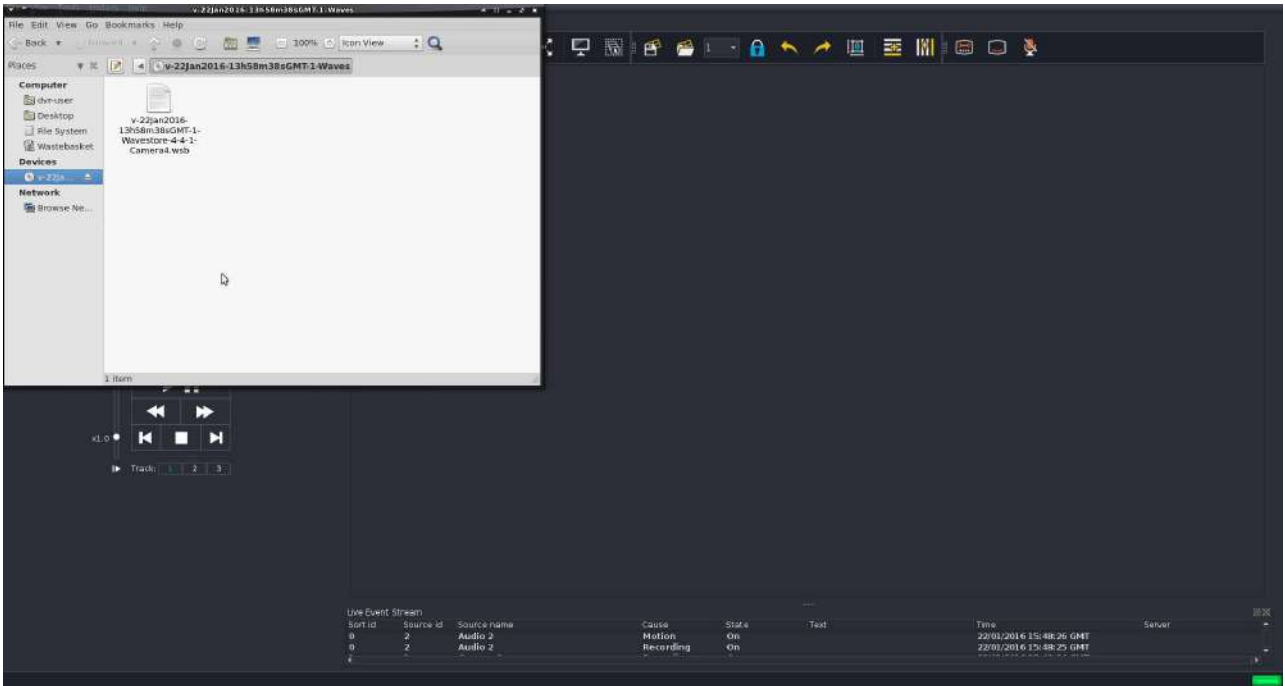 v-22Jan2016-13h58m38sGMT-1-Waves
File Edit View Go Bookmarks Help
Back 100% Icon View
Places v-22Jan2016-13h58m38sGMT-1-Waves
Computer
dvr-user
Desktop
File System
Wastebasket
Devices
v-22Ja...
Network
Browse Ne...
v-22Jan2016-
13h58m38sGMT-1-
Wavestore-4-4-1-
Camera4.wsb
1 item
1
x1.0
Track: 1 2 3
Live Event Stream
Sort id Source id Source name Cause State Text Time Server
0 2 Audio 2 Motion On 22/01/2016 15:48:26 GMT
0 2 Audio 2 Recording On 22/01/2016 15:48:25 GMT